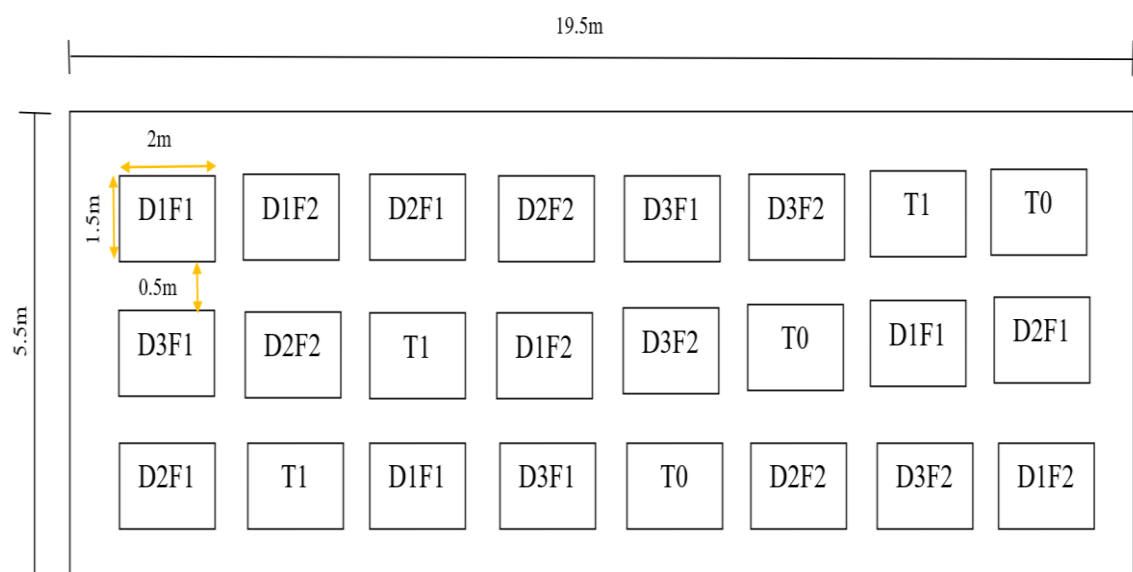 19.5m
2m
1.5m
D1F1 D1F2 D2F1 D2F2 D3F1 D3F2 T1 T0
0.5m
5.5m
D3F1 D2F2 T1 D1F2 D3F2 T0 D1F1 D2F1
D2F1 T1 D1F1 D3F1 T0 D2F2 D3F2 D1F2